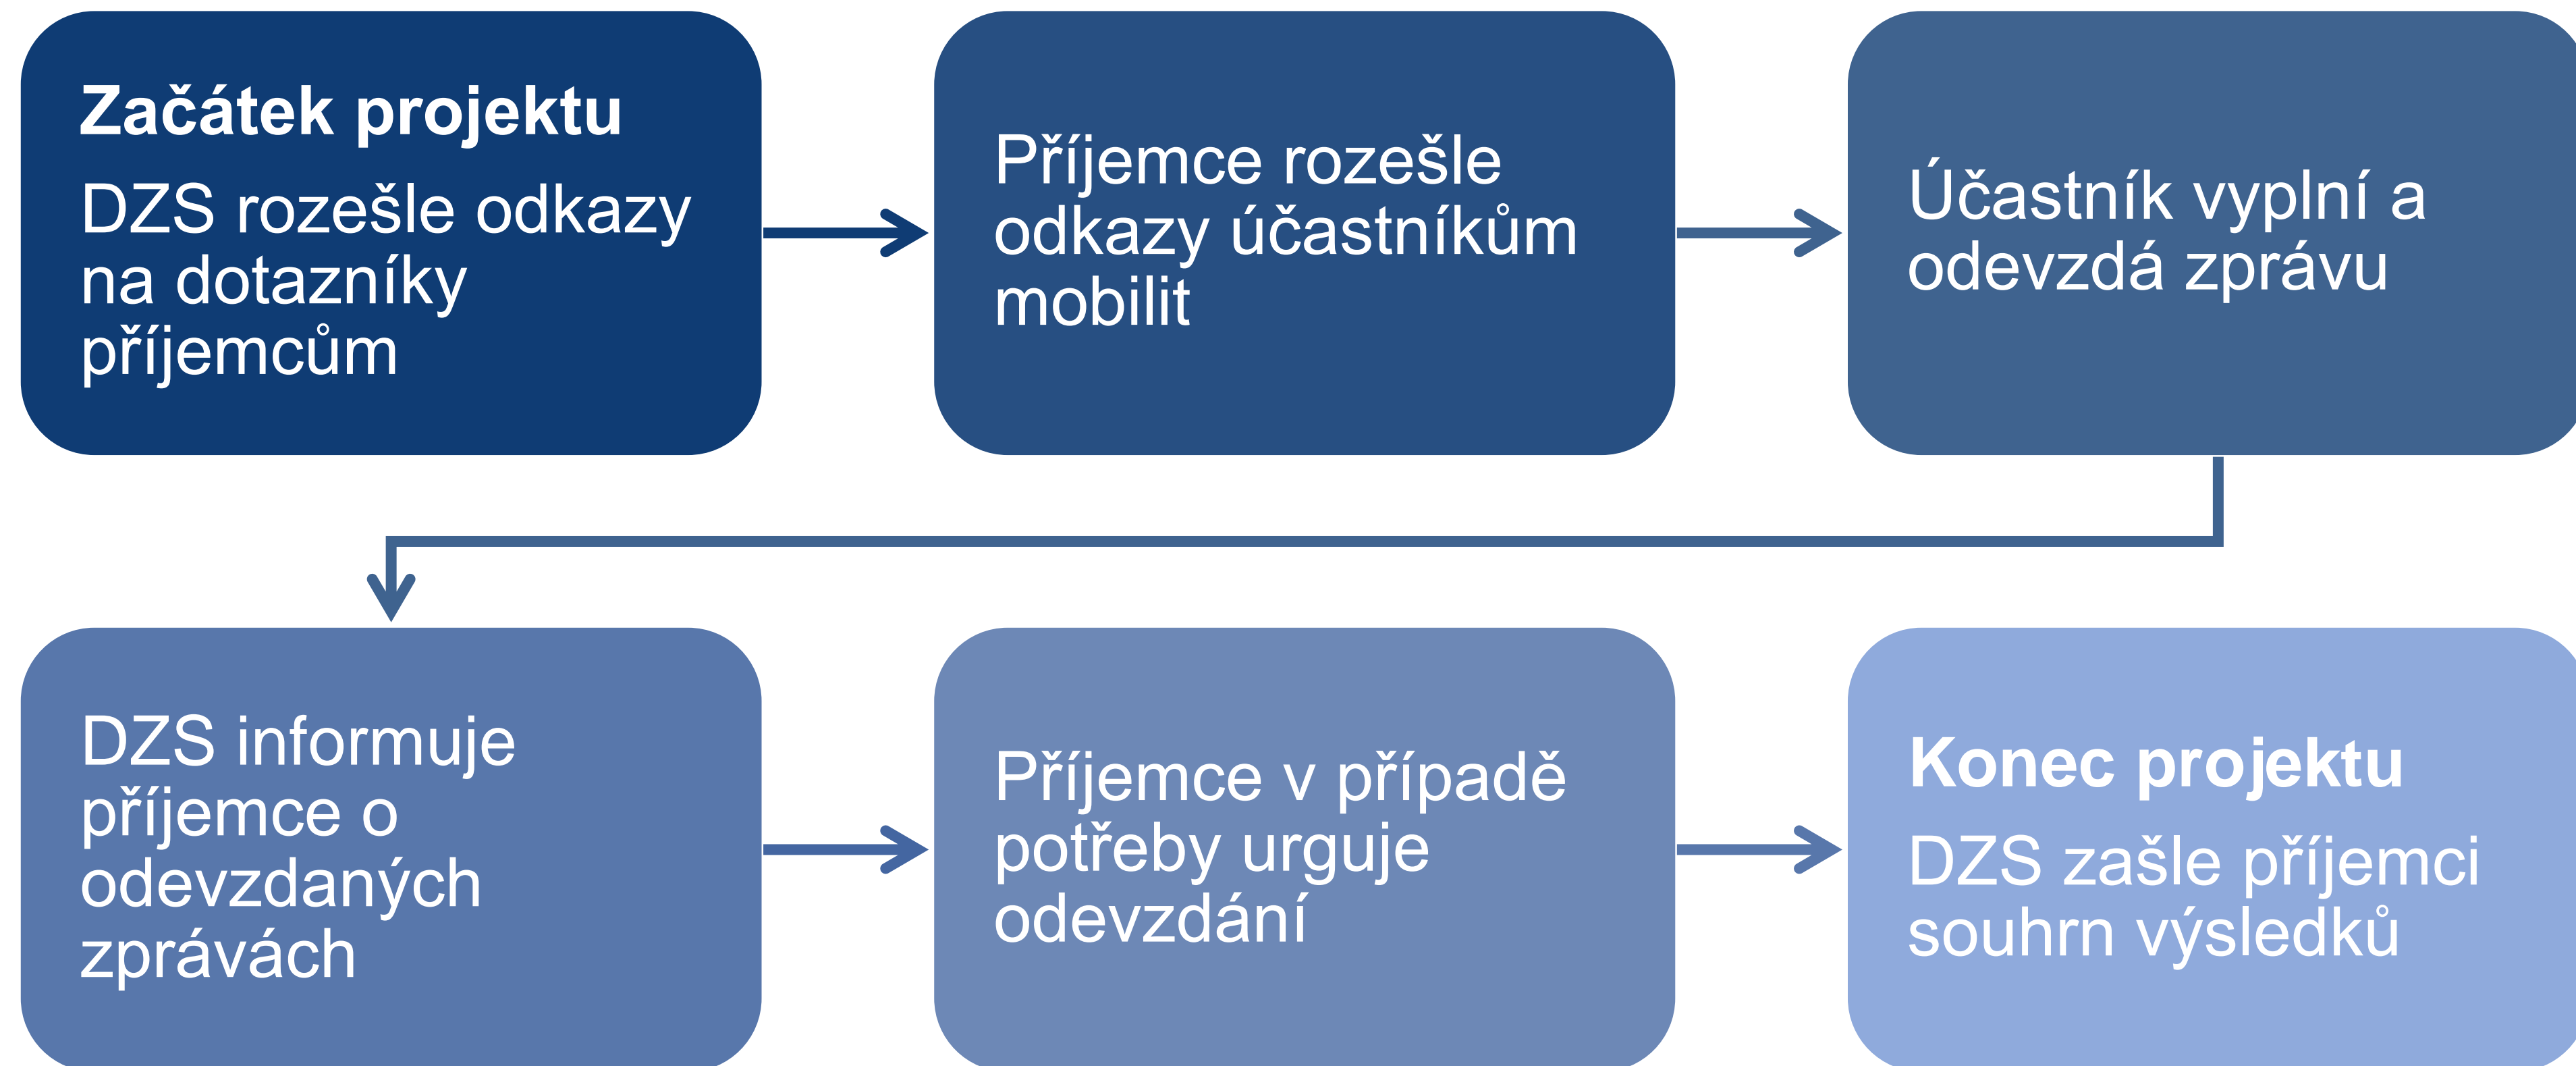 Začátek projektu
DZS rozešle odkazy
na dotazníky
příjemcům
Příjemce rozešle
odkazy účastníkům
mobilit
Účastník vyplní a
odevzdá zprávu
DZS informuje
příjemce o
odevzdaných
zprávách
Příjemce v případě
potřeby urguje
odevzdání
Konec projektu
DZS zašle příjemci
souhrn výsledků